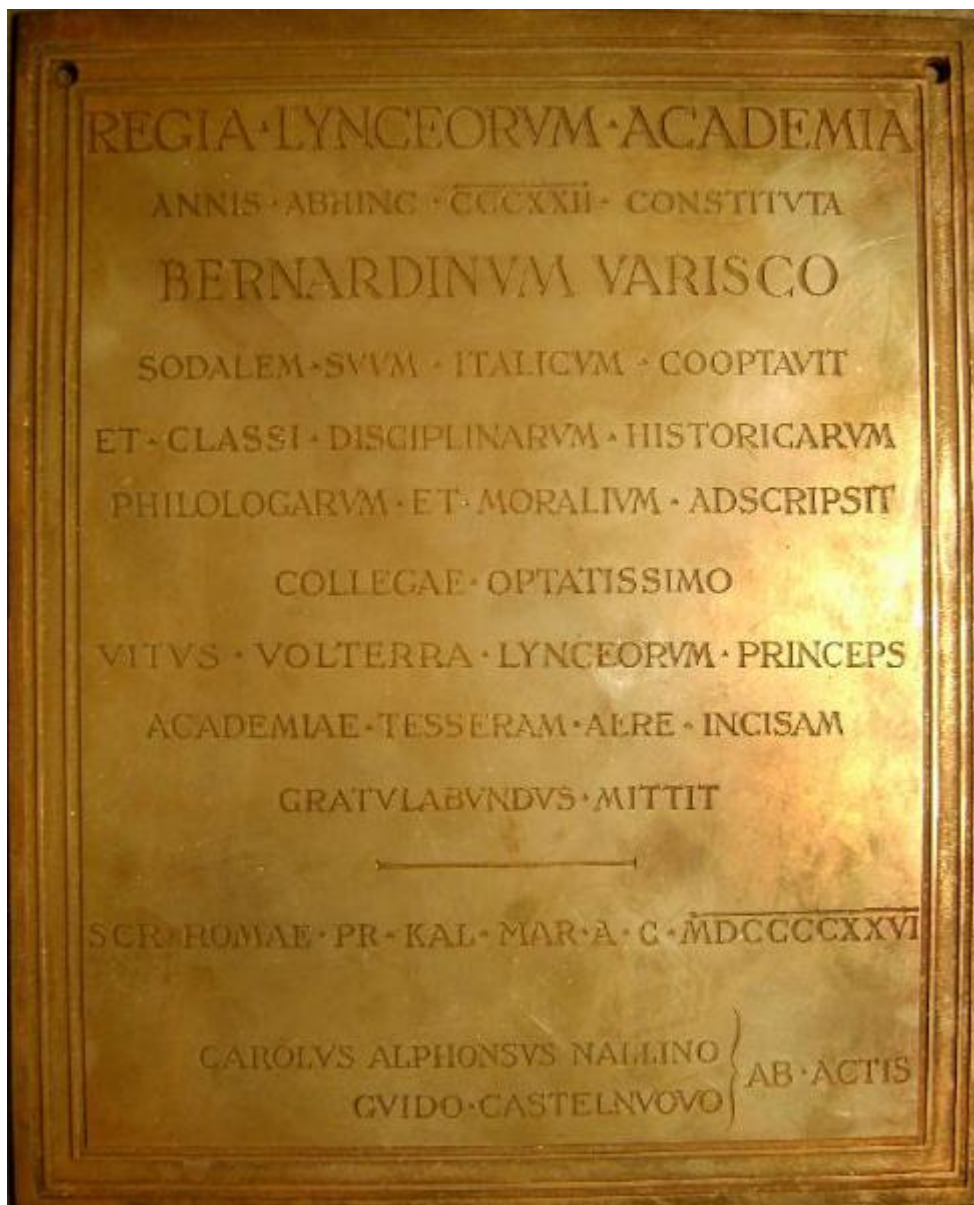 REGIA·LYNCEORVM·ACADEMIA
ANNIS·ABHINC·CCCXXII·CONSTITVTA
BERNARDINVM VARISCO
SODALEM·SVVM·ITALICVM·COOPTAVIT
ET·CLASSI·DISCIPLINARVM·HISTORICARVM
PHILOLOGARVM·ET·MORALIVM·ADSCRIPSIT
COLLEGAE·OPTATISSIMO
VITVS·VOLTERRA·LYNCEORVM·PRINCEPS
ACADEMIAE·TESSERAM·AERE·INCISAM
GRATVLABVNDVS·MITTIT
SCR·ROMAE·PR·KAL·MAR·A·C·MDCCCCXXVI
CAROLVS ALPHONSVS NALLINO
GVIDO·CASTELNVOVO
AB·ACTIS